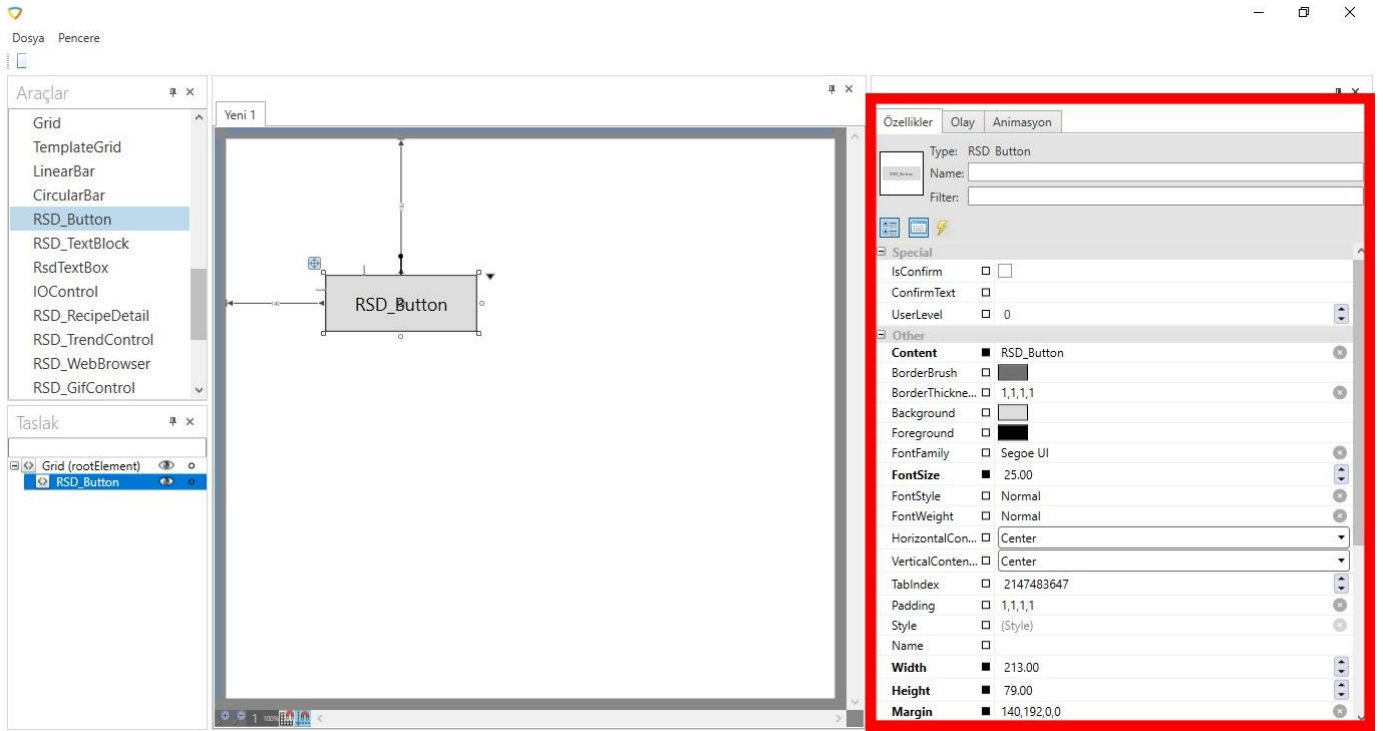 Dosya Pencere
Araçlar
Grid
TemplateGrid
LinearBar
CircularBar
RSD_Button
RSD_TextBlock
RsdTextBox
IOControl
RSD_RecipeDetail
RSD_TrendControl
RSD_WebBrowser
RSD_GifControl
Taslak
Grid (rootElement)
RSD_Button
Yeni 1
RSD_Button
1 100%
Özellikler Olay Animasyon
Type: RSD Button
Name:
Filter:
Special
IsConfirm
ConfirmText
UserLevel 0
Other
Content RSD_Button
BorderBrush
BorderThickne... 1,1,1,1
Background
Foreground
FontFamily Segoe UI
FontSize 25.00
FontStyle Normal
FontWeight Normal
HorizontalCon... Center
VerticalConten... Center
TabIndex 2147483647
Padding 1,1,1,1
Style (Style)
Name
Width 213.00
Height 79.00
Margin 140,192,0,0